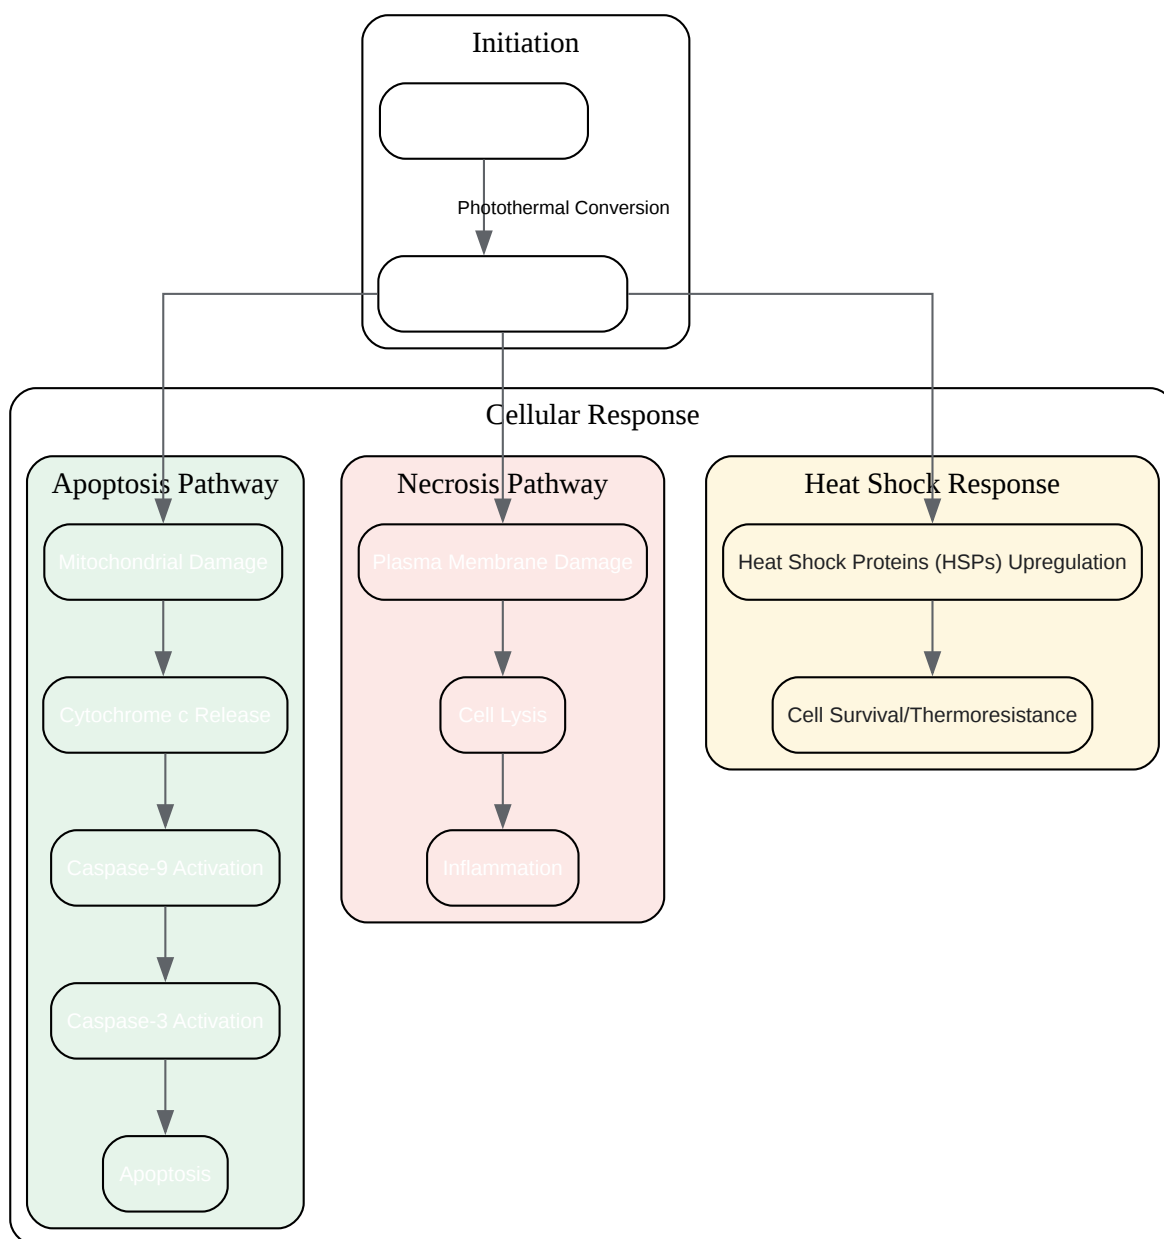 Initiation
Photothermal Conversion
Cellular Response
Apoptosis Pathway
Mitochondrial Damage
Cytochrome c Release
Caspase-9 Activation
Caspase-3 Activation
Apoptosis
Necrosis Pathway
Plasma Membrane Damage
Cell Lysis
Inflammation
Heat Shock Response
Heat Shock Proteins (HSPs) Upregulation
Cell Survival/Thermoresistance